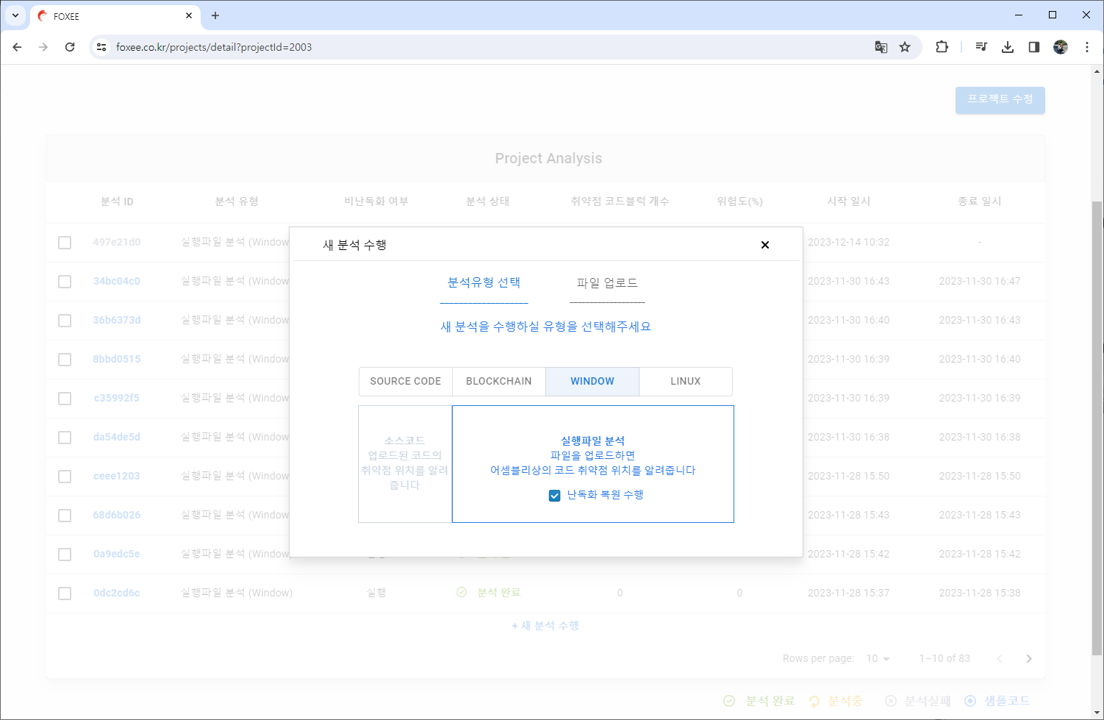 FOXEE
foxee.co.kr/projects/detail?projectId=2003
프로젝트 수정
Project Analysis
분석 ID 분석 유형 비난독화 여부 분석 상태 취약점 코드블럭 개수 위험도(%) 시작 일시 종료 일시
497e21d0 실행파일 분석 (Window 2023-12-14 10:32 -
새 분석 수행
34bc04c0 실행파일 분석 (Window 2023-11-30 16:43 2023-11-30 16:47
분석유형 선택 파일 업로드
36b6373d 실행파일 분석 (Window 2023-11-30 16:40 2023-11-30 16:43
새 분석을 수행하실 유형을 선택해주세요
8bbd0515 실행파일 분석 (Window 2023-11-30 16:39 2023-11-30 16:40
SOURCE CODE BLOCKCHAIN WINDOW LINUX
c35992f5 실행파일 분석 (Window 2023-11-30 16:39 2023-11-30 16:39
da54de5d 실행파일 분석 (Window 2023-11-30 16:38 2023-11-30 16:38
소스코드
업로드된 코드의
취약점 위치를 알려
줍니다
실행파일 분석
파일을 업로드하면
어셈블리상의 코드 취약점 위치를 알려줍니다
난독화 복원 수행
ceee1203 실행파일 분석 (Window 2023-11-28 15:50 2023-11-28 15:50
68d6b026 실행파일 분석 (Window 2023-11-28 15:43 2023-11-28 15:43
0a9edc5e 실행파일 분석 (Window 2023-11-28 15:42 2023-11-28 15:42
0dc2cd6c 실행파일 분석 (Window) 실행 분석 완료 0 0 2023-11-28 15:37 2023-11-28 15:38
+ 새 분석 수행
Rows per page: 10 1–10 of 83
분석 완료 분석중 분석실패 샘플코드